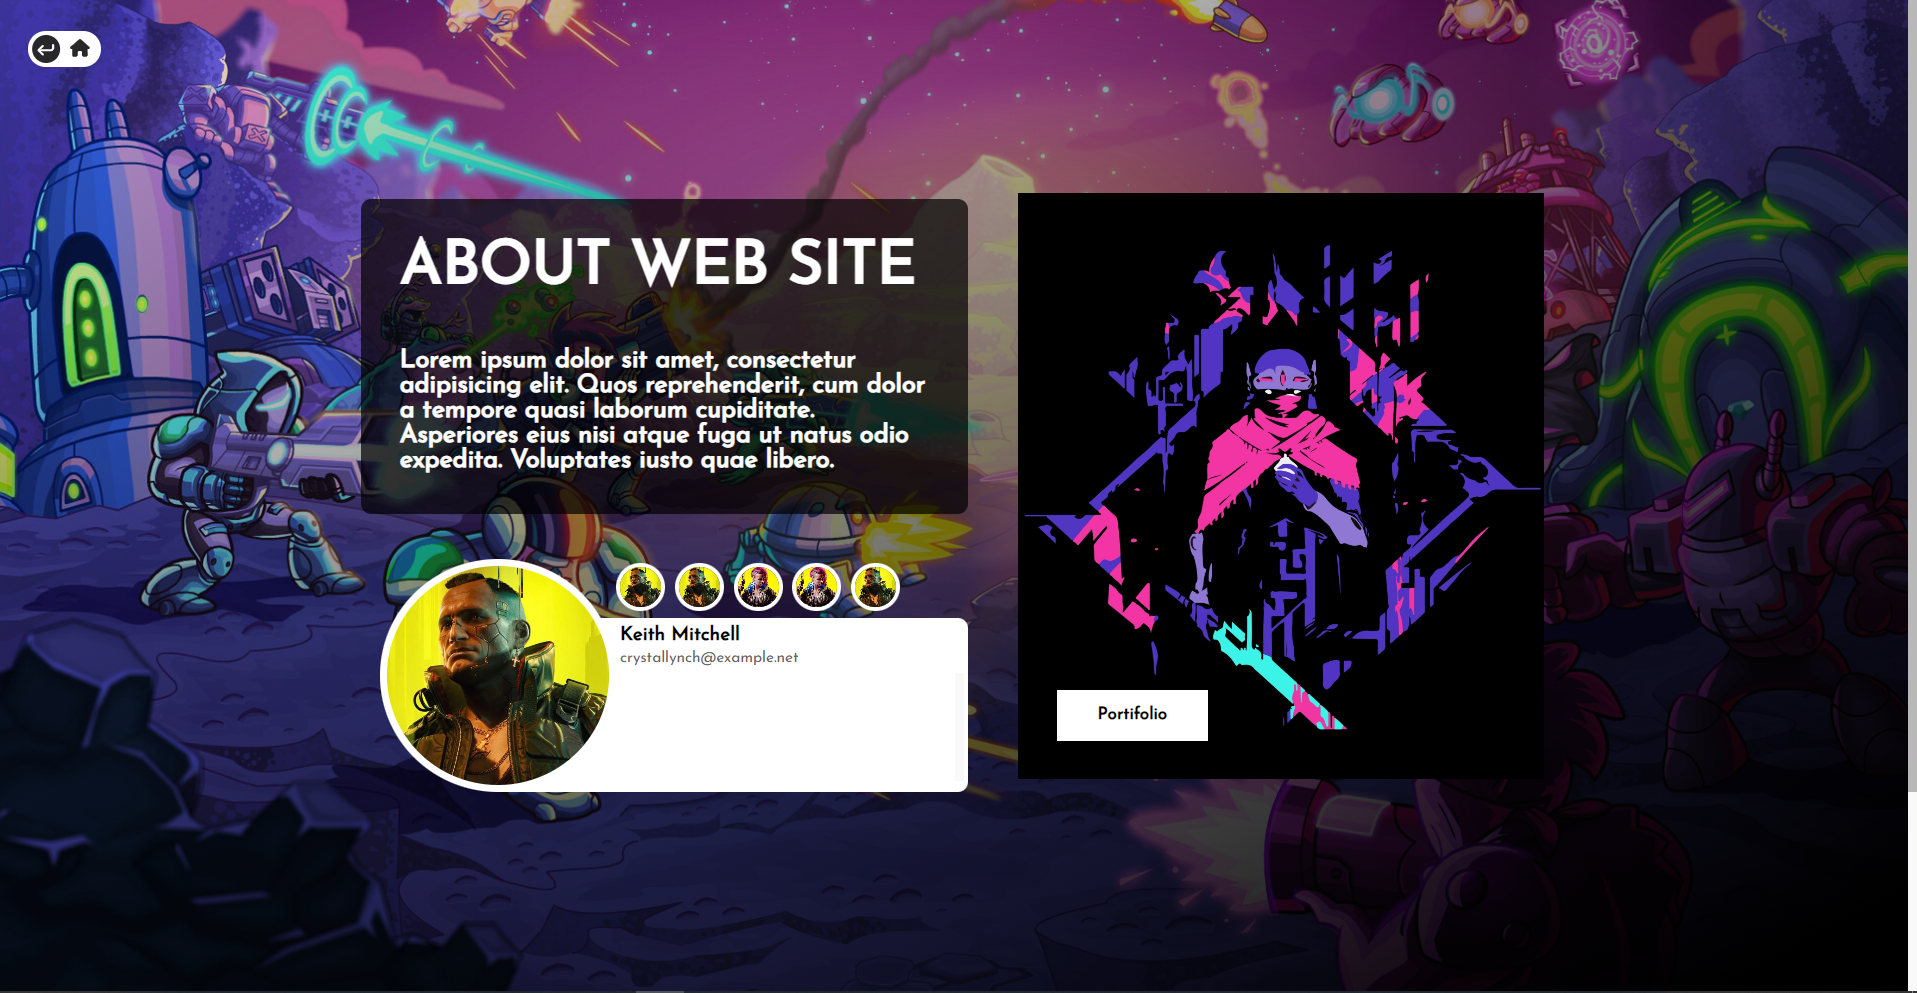 ABOUT WEB SITE
Lorem ipsum dolor sit amet, consectetur
adipisicing elit. Quos reprehenderit, cum dolor
a tempore quasi laborum cupiditate.
Asperiores eius nisi atque fuga ut natus odio
expedita. Voluptates iusto quae libero.
Keith Mitchell
crystallynch@example.net
Portifolio